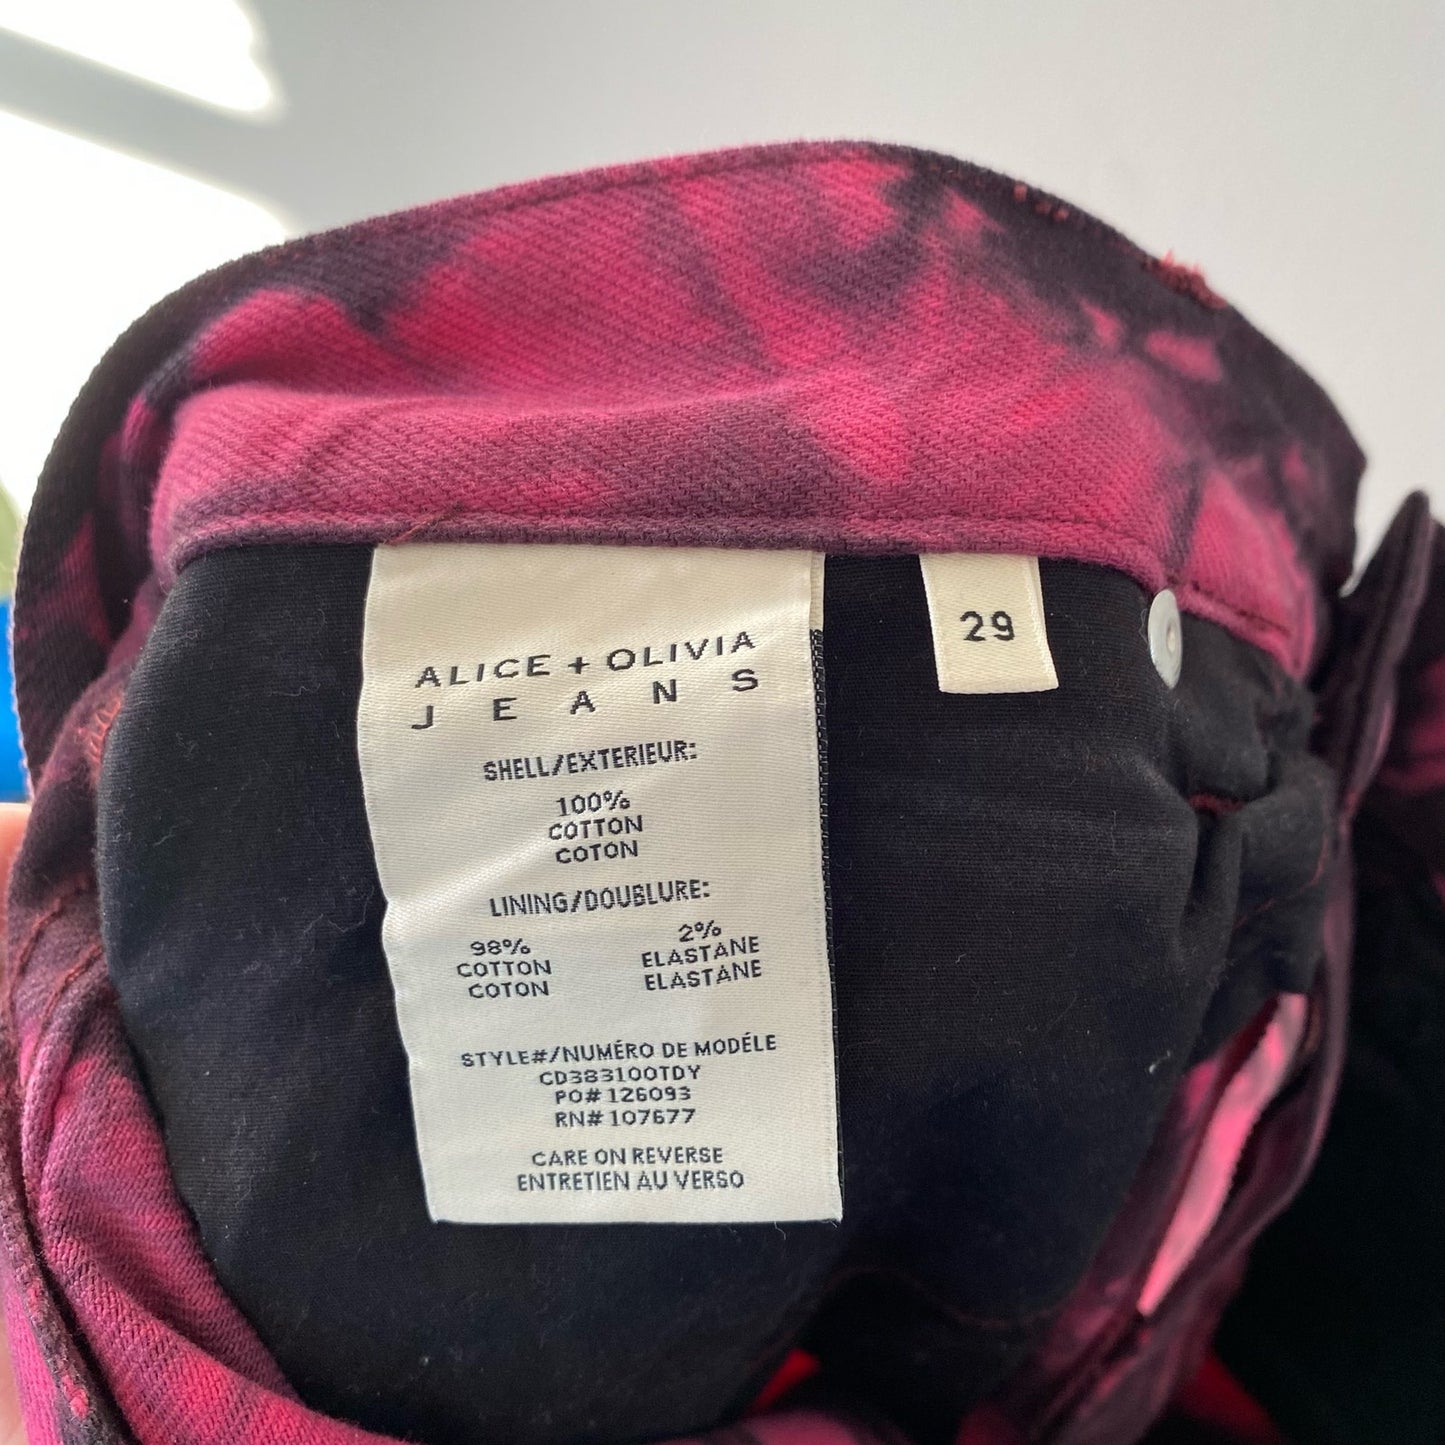 ALICE + OLIVIA
JEANS
SHELL/EXTERIEUR:
100%
COTTON
COTON
LINING/DOUBLURE:
98% 2%
COTTON ELASTANE
COTON ELASTANE
STYLE#/NUMÉRO DE MODÉLE
CD383100TDY
PO# 126093
RN# 107677
CARE ON REVERSE
ENTRETIEN AU VERSO
29